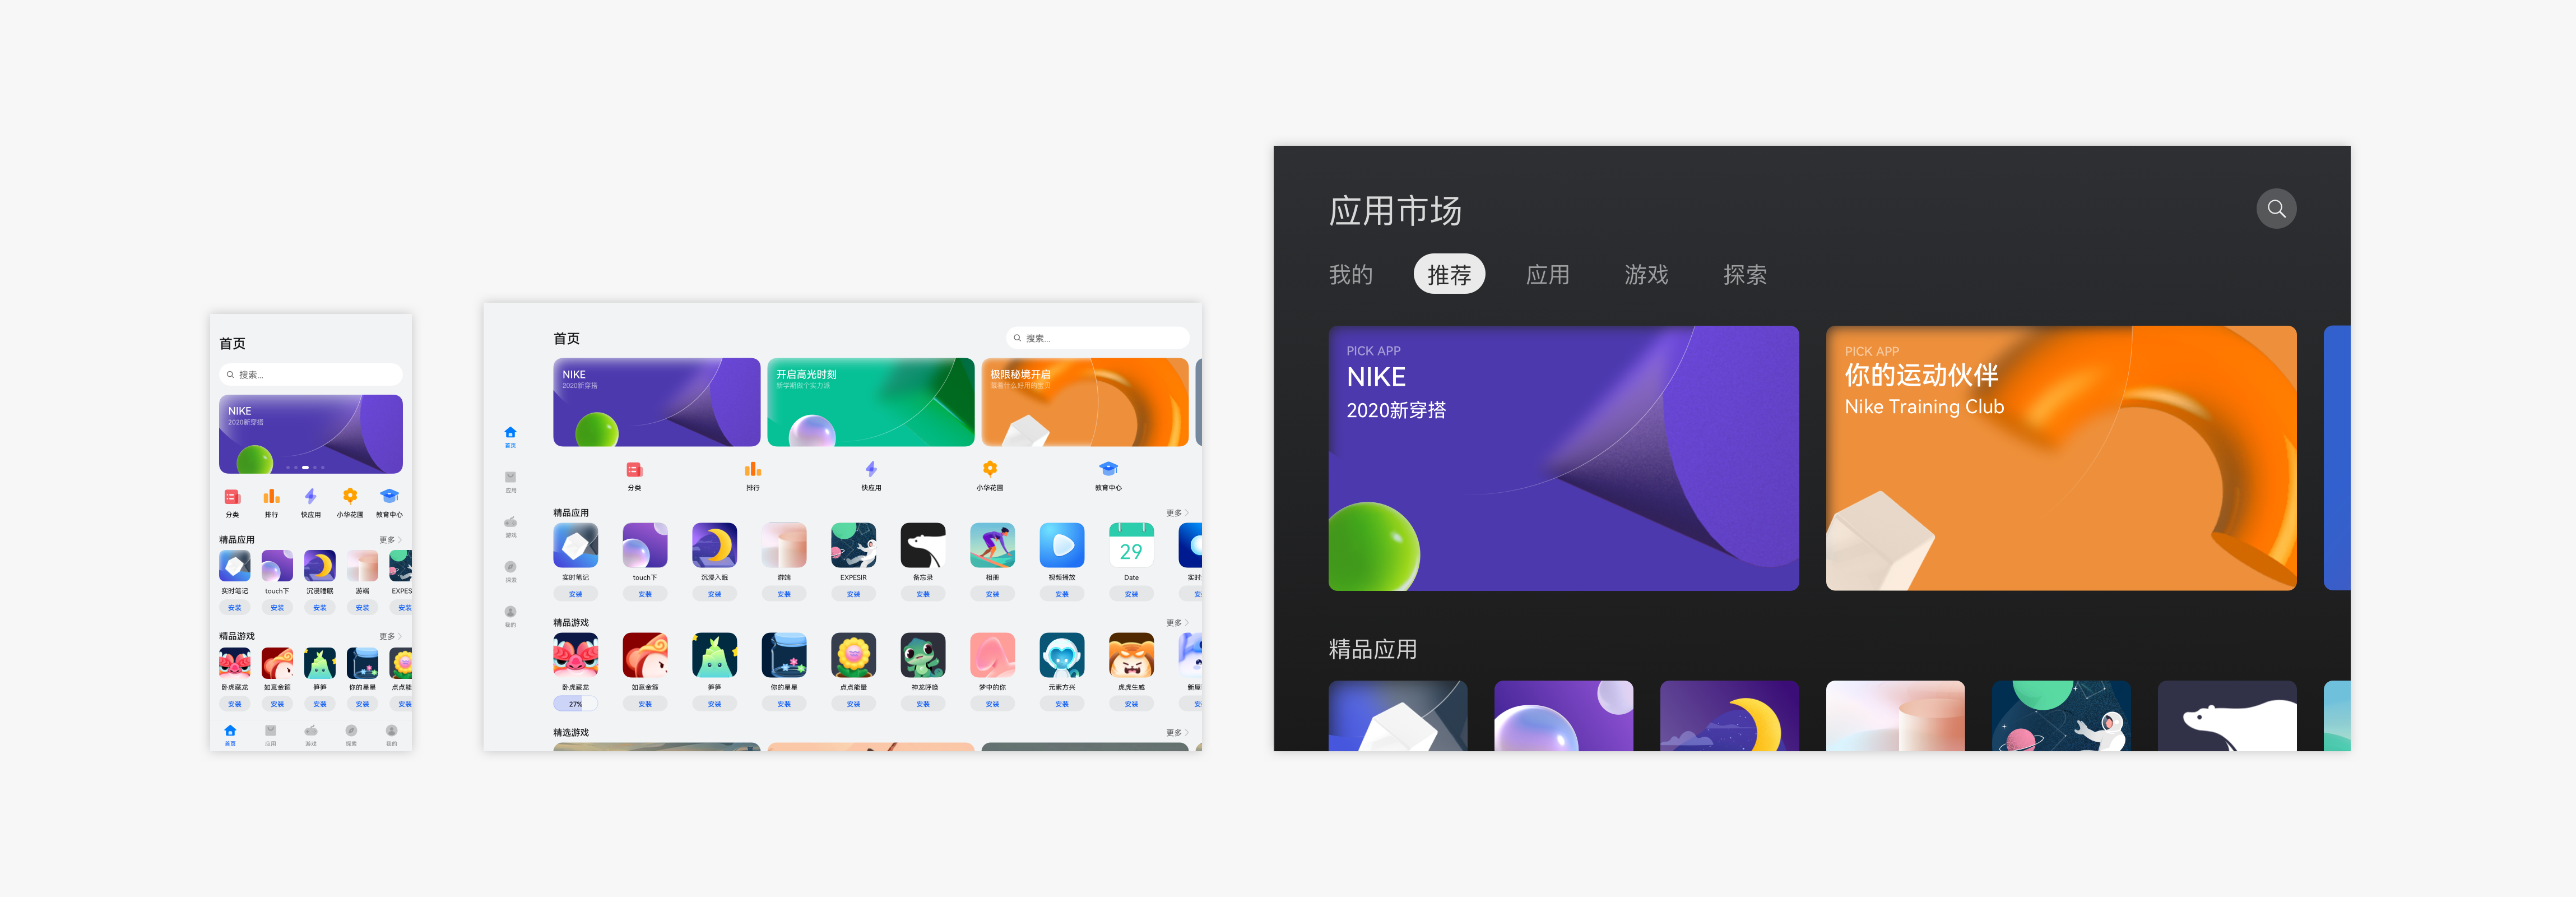 首页
搜索...
NIKE
2020新穿搭
分类 排行 快应用 小华花圈 教育中心
精品应用 更多
实时笔记 touch下 沉浸睡眠 游端 EXPES
安装 安装 安装 安装 安装
精品游戏 更多
卧虎藏龙 如意金翅 笋笋 你的星星 点点能
安装 安装 安装 安装 安装
首页 应用 游戏 探索 我的
首页
应用
游戏
探索
我的
首页
搜索...
NIKE
2020新穿搭
开启高光时刻
新学期做个实力派
极限秘境开启
分类 排行 快应用 小华花圈 教育中心
精品应用 更多
实时笔记 touch下 沉浸入眠 游端 EXPESIR 备忘录 相册 视频播放 Date 实时
安装 安装 安装 安装 安装 安装 安装 安装 安装 安
29
精品游戏 更多
卧虎藏龙 如意金翅 笋笋 你的星星 点点能量 神龙呼唤 梦中的你 元素方兴 虎虎生威 新屋
27% 安装 安装 安装 安装 安装 安装 安装 安装 安
精选游戏 更多
应用市场
我的 推荐 应用 游戏 探索
PICK APP
NIKE
2020新穿搭
PICK APP
你的运动伙伴
Nike Training Club
精品应用